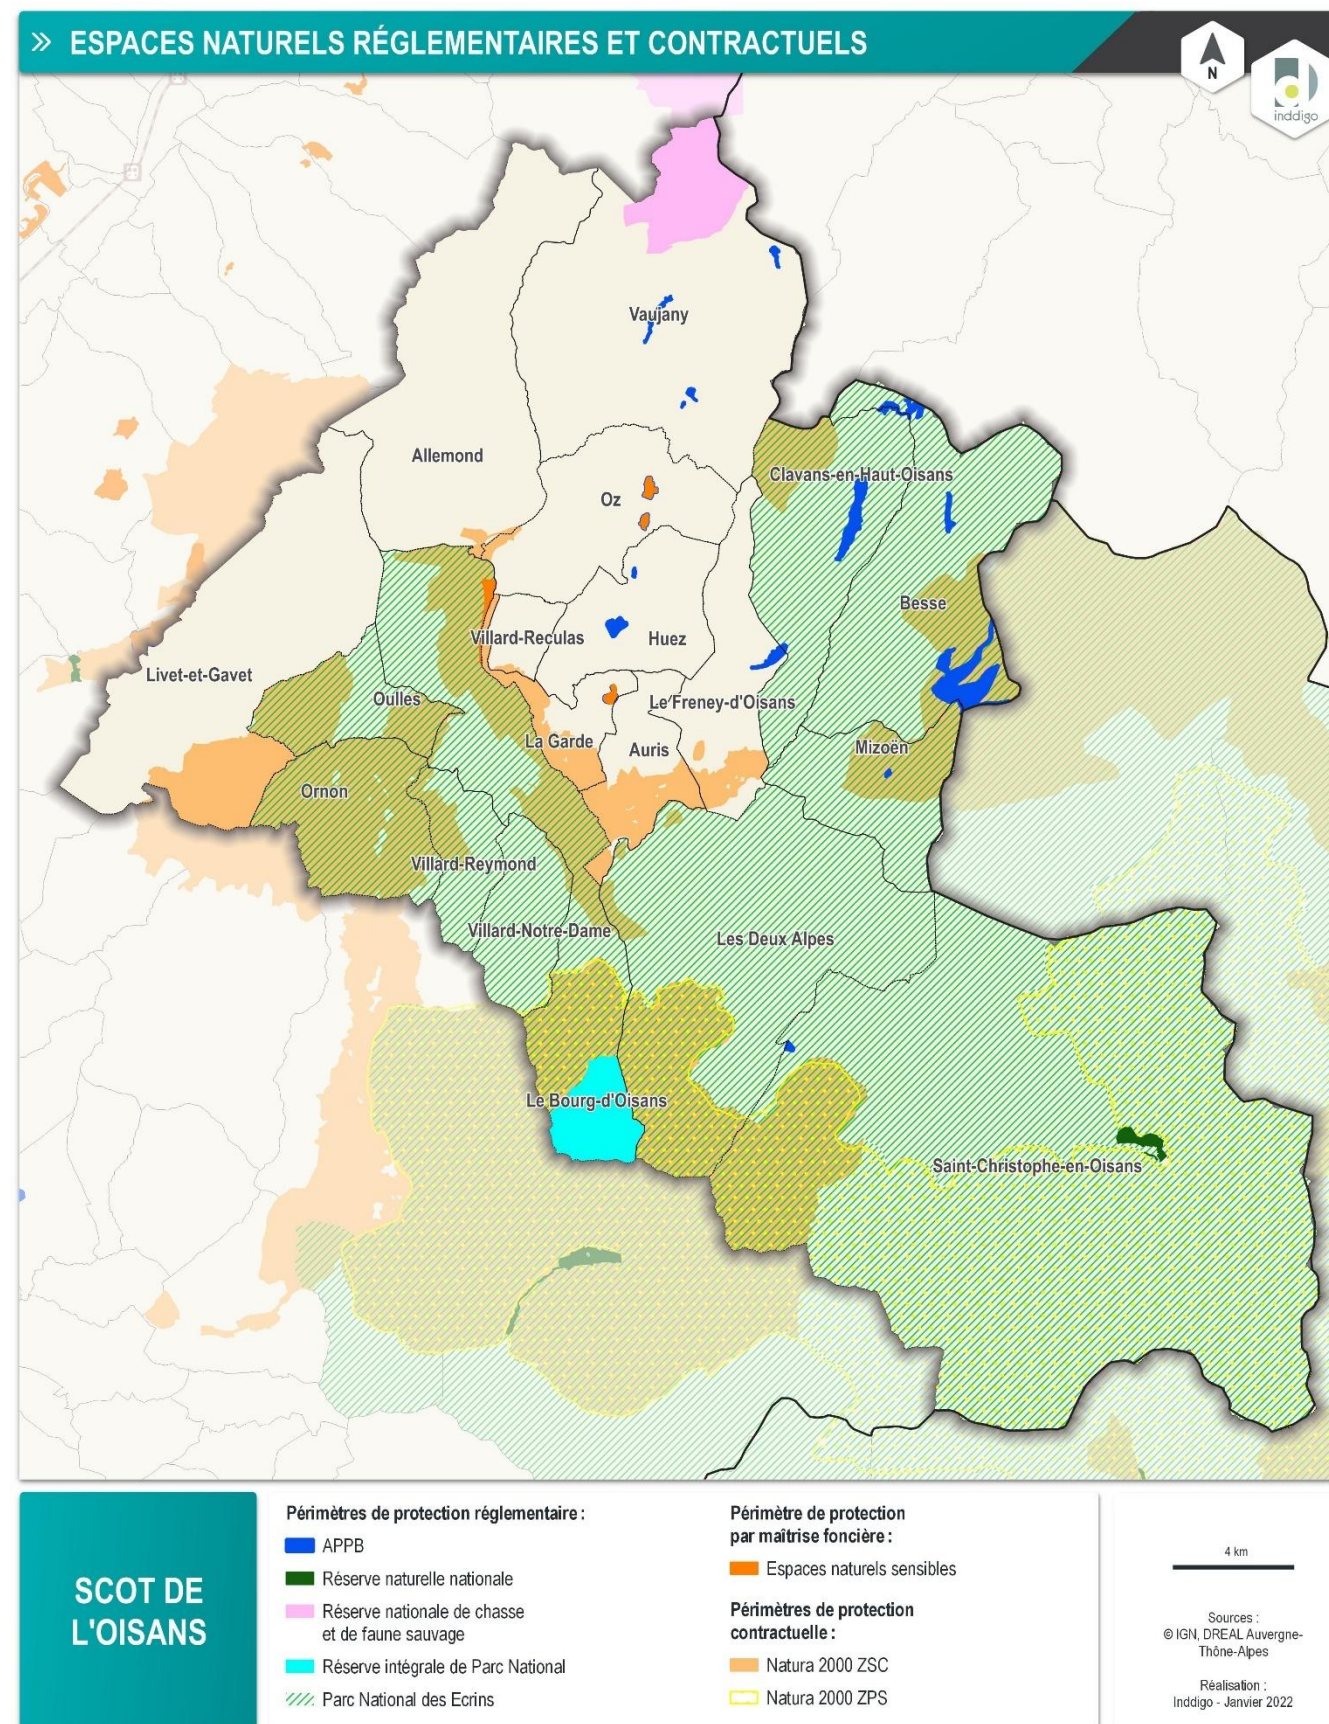 » ESPACES NATURELS RÉGLEMENTAIRES ET CONTRACTUELS
N
inddigo
Vaujany
Allemond
Clavans-en-Haut-Oisans
Oz
Besse
Villard-Reculas
Huez
Livet-et-Gavet
Oulles
Le Freney-d'Oisans
La Garde
Auris
Mizoën
Ornon
Villard-Reymond
Villard-Notre-Dame
Les Deux Alpes
Le Bourg-d'Oisans
Saint-Christophe-en-Oisans
SCOT DE
L'OISANS
Périmètres de protection réglementaire :
APPB
Réserve naturelle nationale
Réserve nationale de chasse
et de faune sauvage
Réserve intégrale de Parc National
Parc National des Ecrins
Périmètre de protection
par maîtrise foncière :
Espaces naturels sensibles
Périmètres de protection
contractuelle :
Natura 2000 ZSC
Natura 2000 ZPS
4 km
Sources :
© IGN, DREAL Auvergne-
Thône-Alpes
Réalisation :
Inddigo - Janvier 2022